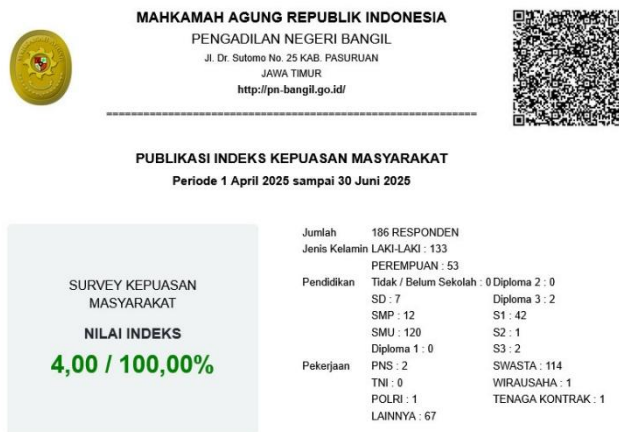 MAHKAMAH AGUNG REPUBLIK INDONESIA
PENGADILAN NEGERI BANGIL
Jl. Dr. Sutomo No. 25 KAB. PASURUAN
JAWA TIMUR
http://pn-bangil.go.id/
PUBLIKASI INDEKS KEPUASAN MASYARAKAT
Periode 1 April 2025 sampai 30 Juni 2025
SURVEY KEPUASAN
MASYARAKAT
NILAI INDEKS
4,00 / 100,00%
Jumlah 186 RESPONDEN
Jenis Kelamin LAKI-LAKI : 133
PEREMPUAN : 53
Pendidikan Tidak / Belum Sekolah : 0 Diploma 2 : 0
SD : 7 Diploma 3 : 2
SMP : 12 S1 : 42
SMU : 120 S2 : 1
Diploma 1 : 0 S3 : 2
Pekerjaan PNS : 2 SWASTA : 114
TNI : 0 WIRAUSAHA : 1
POLRI : 1 TENAGA KONTRAK : 1
LAINNYA : 67